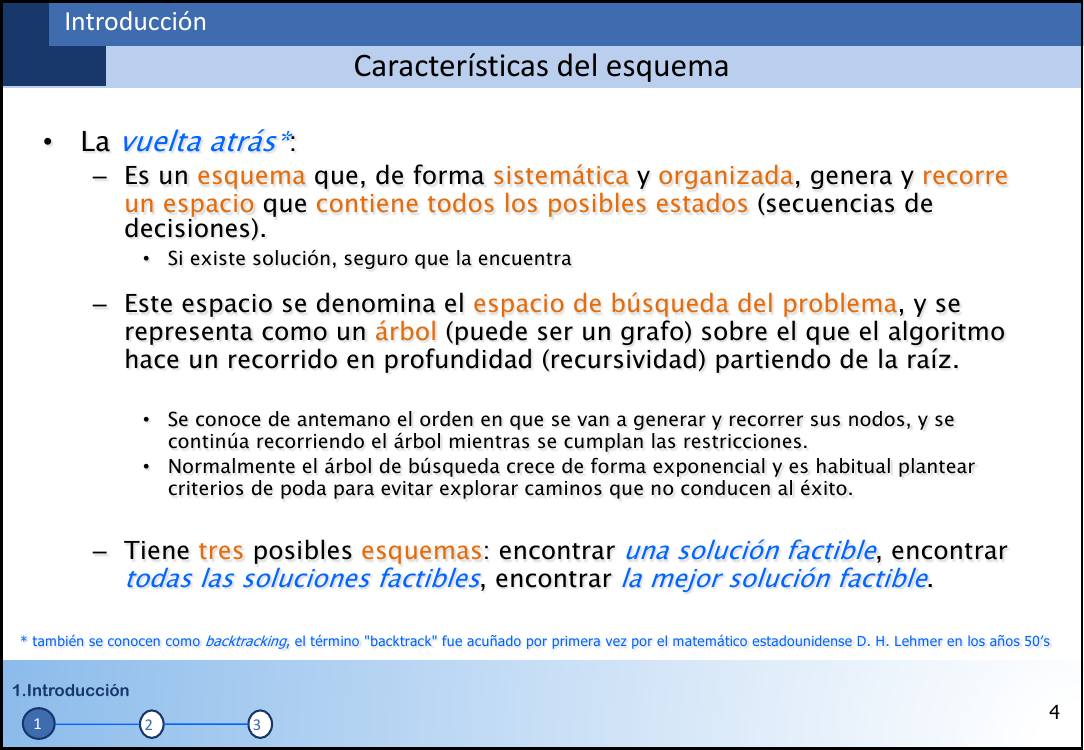 Introducción
Características del esquema
• La vuelta atrás*:
– Es un esquema que, de forma sistemática y organizada, genera y recorre
un espacio que contiene todos los posibles estados (secuencias de
decisiones).
• Si existe solución, seguro que la encuentra
– Este espacio se denomina el espacio de búsqueda del problema, y se
representa como un árbol (puede ser un grafo) sobre el que el algoritmo
hace un recorrido en profundidad (recursividad) partiendo de la raíz.
• Se conoce de antemano el orden en que se van a generar y recorrer sus nodos, y se
continúa recorriendo el árbol mientras se cumplan las restricciones.
• Normalmente el árbol de búsqueda crece de forma exponencial y es habitual plantear
criterios de poda para evitar explorar caminos que no conducen al éxito.
– Tiene tres posibles esquemas: encontrar una solución factible, encontrar
todas las soluciones factibles, encontrar la mejor solución factible.
* también se conocen como backtracking, el término "backtrack" fue acuñado por primera vez por el matemático estadounidense D. H. Lehmer en los años 50′s
1.Introducción
1 2 3
4